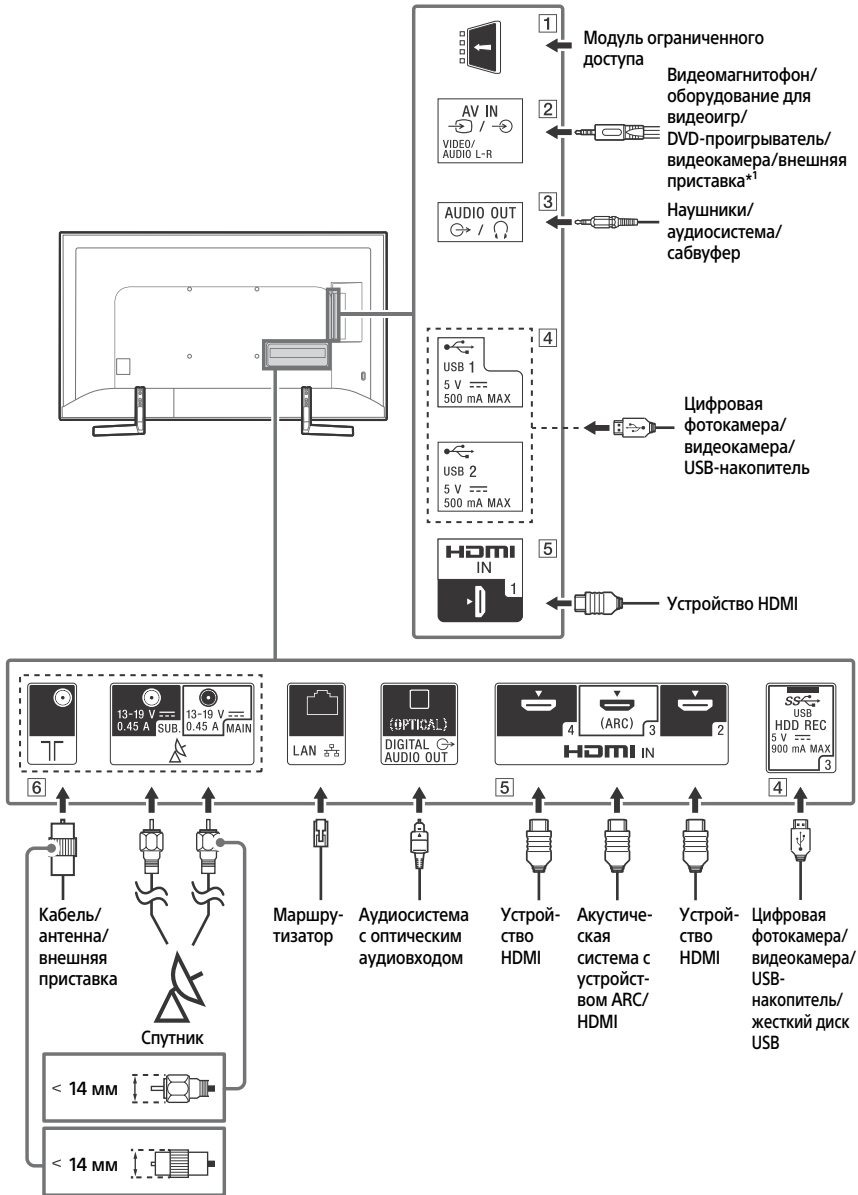 1
Модуль ограниченного
доступа
2
AV IN
/
VIDEO/
AUDIO L-R
Видеомагнитофон/
оборудование для
видеоигр/
DVD-проигрыватель/
видеокамера/внешняя
приставка*1
3
AUDIO OUT
/
Наушники/
аудиосистема/
сабвуфер
4
USB 1
5 V
500 mA MAX
USB 2
5 V
500 mA MAX
Цифровая
фотокамера/
видеокамера/
USB-накопитель
5
HDMI
IN
1
Устройство HDMI
13-19 V
0.45 A
SUB.
13-19 V
0.45 A
MAIN
LAN
(OPTICAL)
DIGITAL
AUDIO OUT
4
(ARC)
3
2
HDMI IN
SS
USB
HDD REC
5 V
900 mA MAX
3
6
5
4
Кабель/
антенна/
внешняя
приставка
Спутник
Маршру-
тизатор
Аудиосистема
с оптическим
аудиовходом
Устрой-
ство
HDMI
Акустиче-
ская
система с
устройст-
вом ARC/
HDMI
Устрой-
ство
HDMI
Цифровая
фотокамера/
видеокамера/
USB-
накопитель/
жесткий диск
USB
< 14 мм
< 14 мм